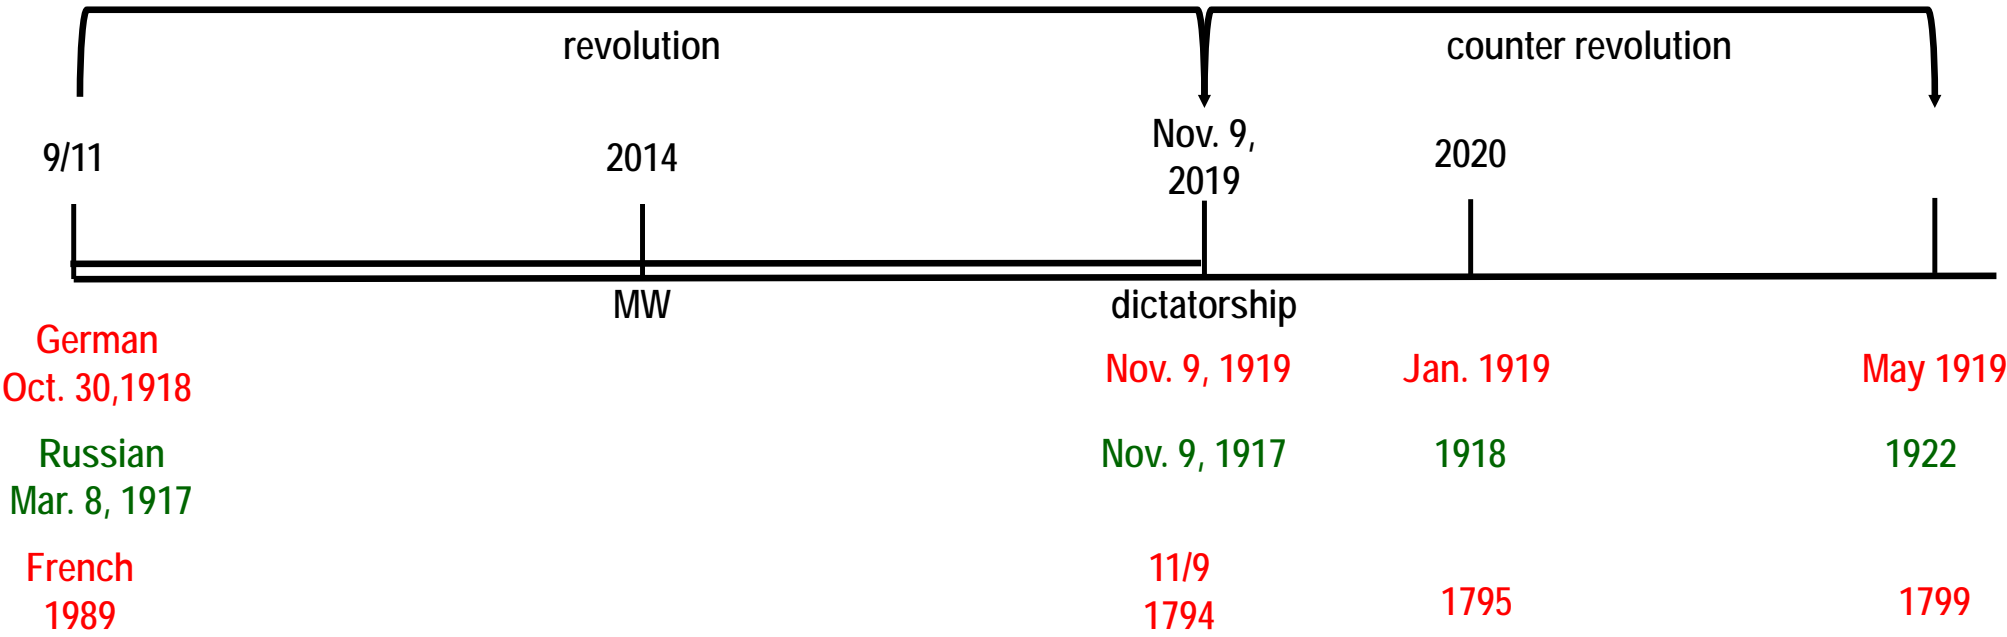 revolution
counter revolution
9/11
2014
Nov. 9,
2019
2020
MW
dictatorship
German
Oct. 30,1918
Nov. 9, 1919
Jan. 1919
May 1919
Russian
Mar. 8, 1917
Nov. 9, 1917
1918
1922
French
1989
11/9
1794
1795
1799